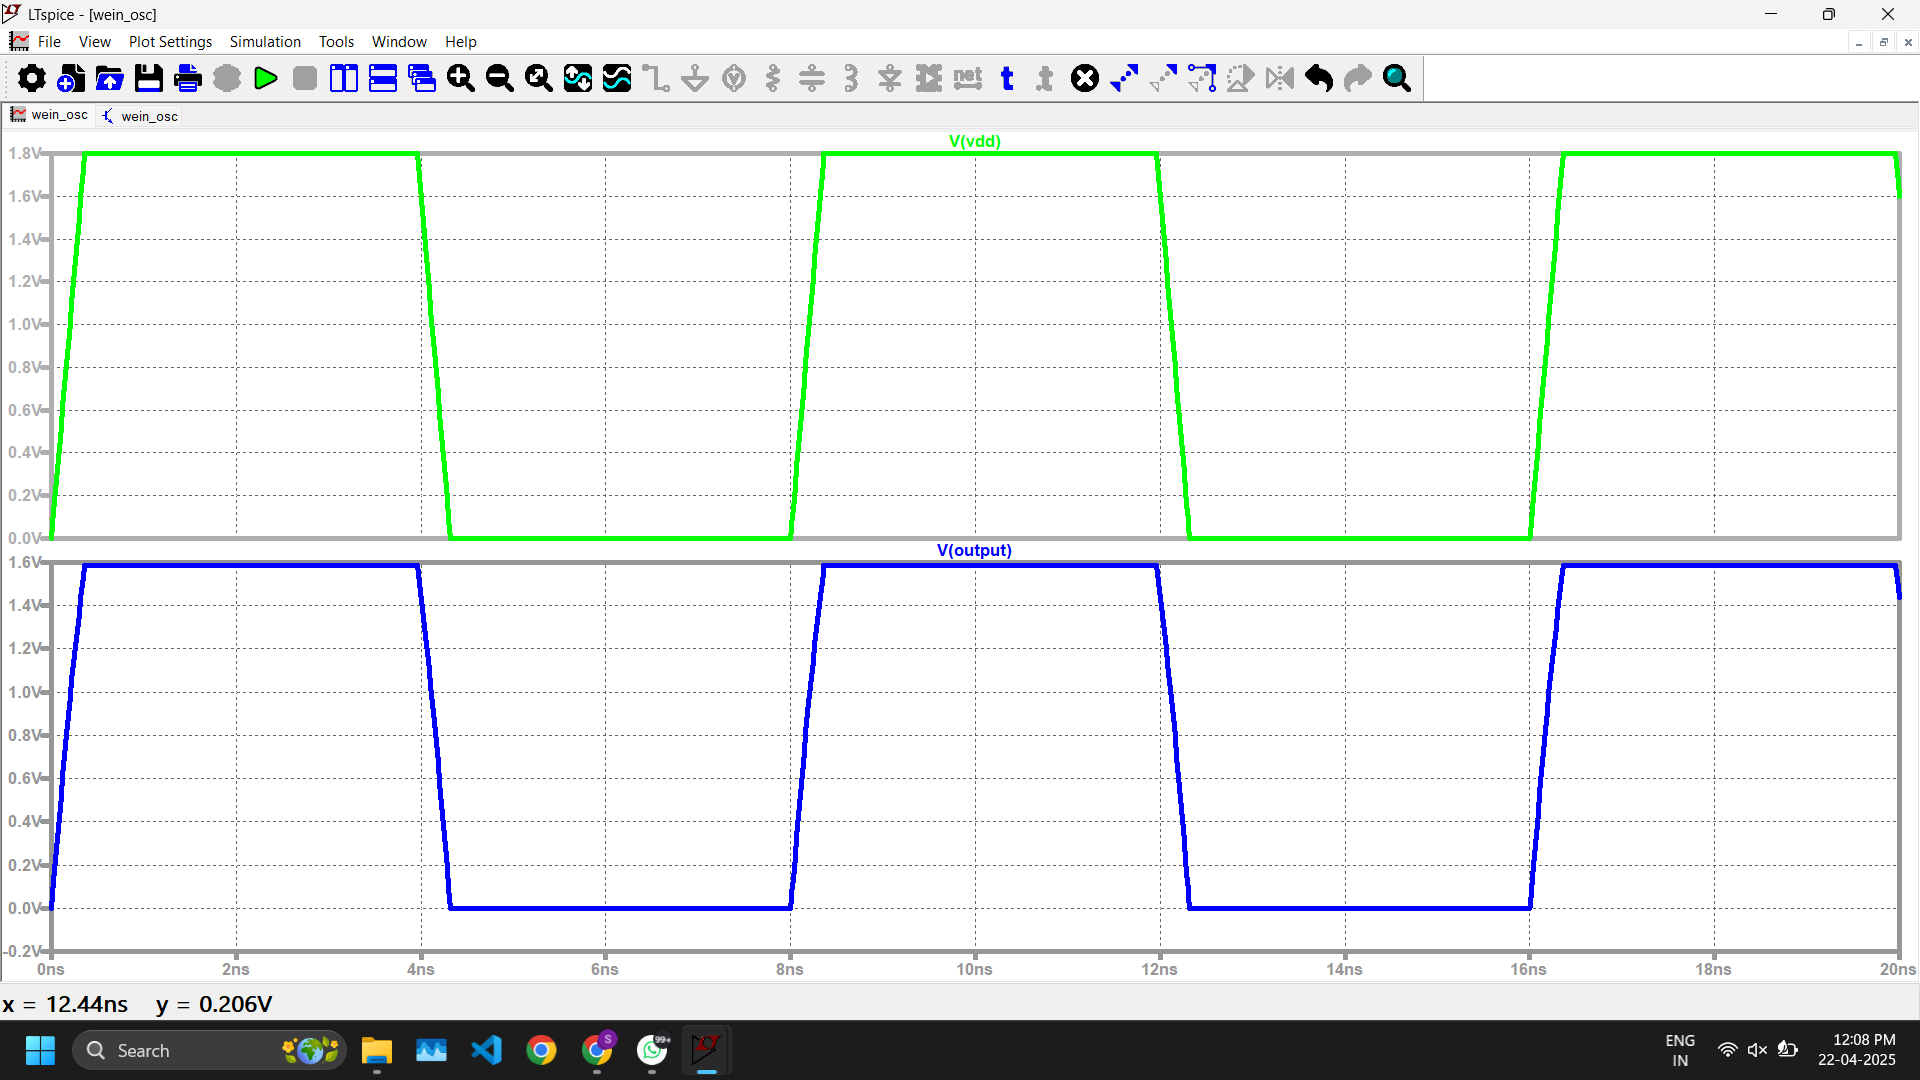 LTspice - [wein_osc]
File View Plot Settings Simulation Tools Window Help
net t .t
wein_osc wein_osc
V(vdd)
1.8V
1.6V
1.4V
1.2V
1.0V
0.8V
0.6V
0.4V
0.2V
0.0V
V(output)
1.6V
1.4V
1.2V
1.0V
0.8V
0.6V
0.4V
0.2V
0.0V
-0.2V
0ns 2ns 4ns 6ns 8ns 10ns 12ns 14ns 16ns 18ns 20ns
x = 12.44ns y = 0.206V
Search
S
99+
ENG
IN
12:08 PM
22-04-2025